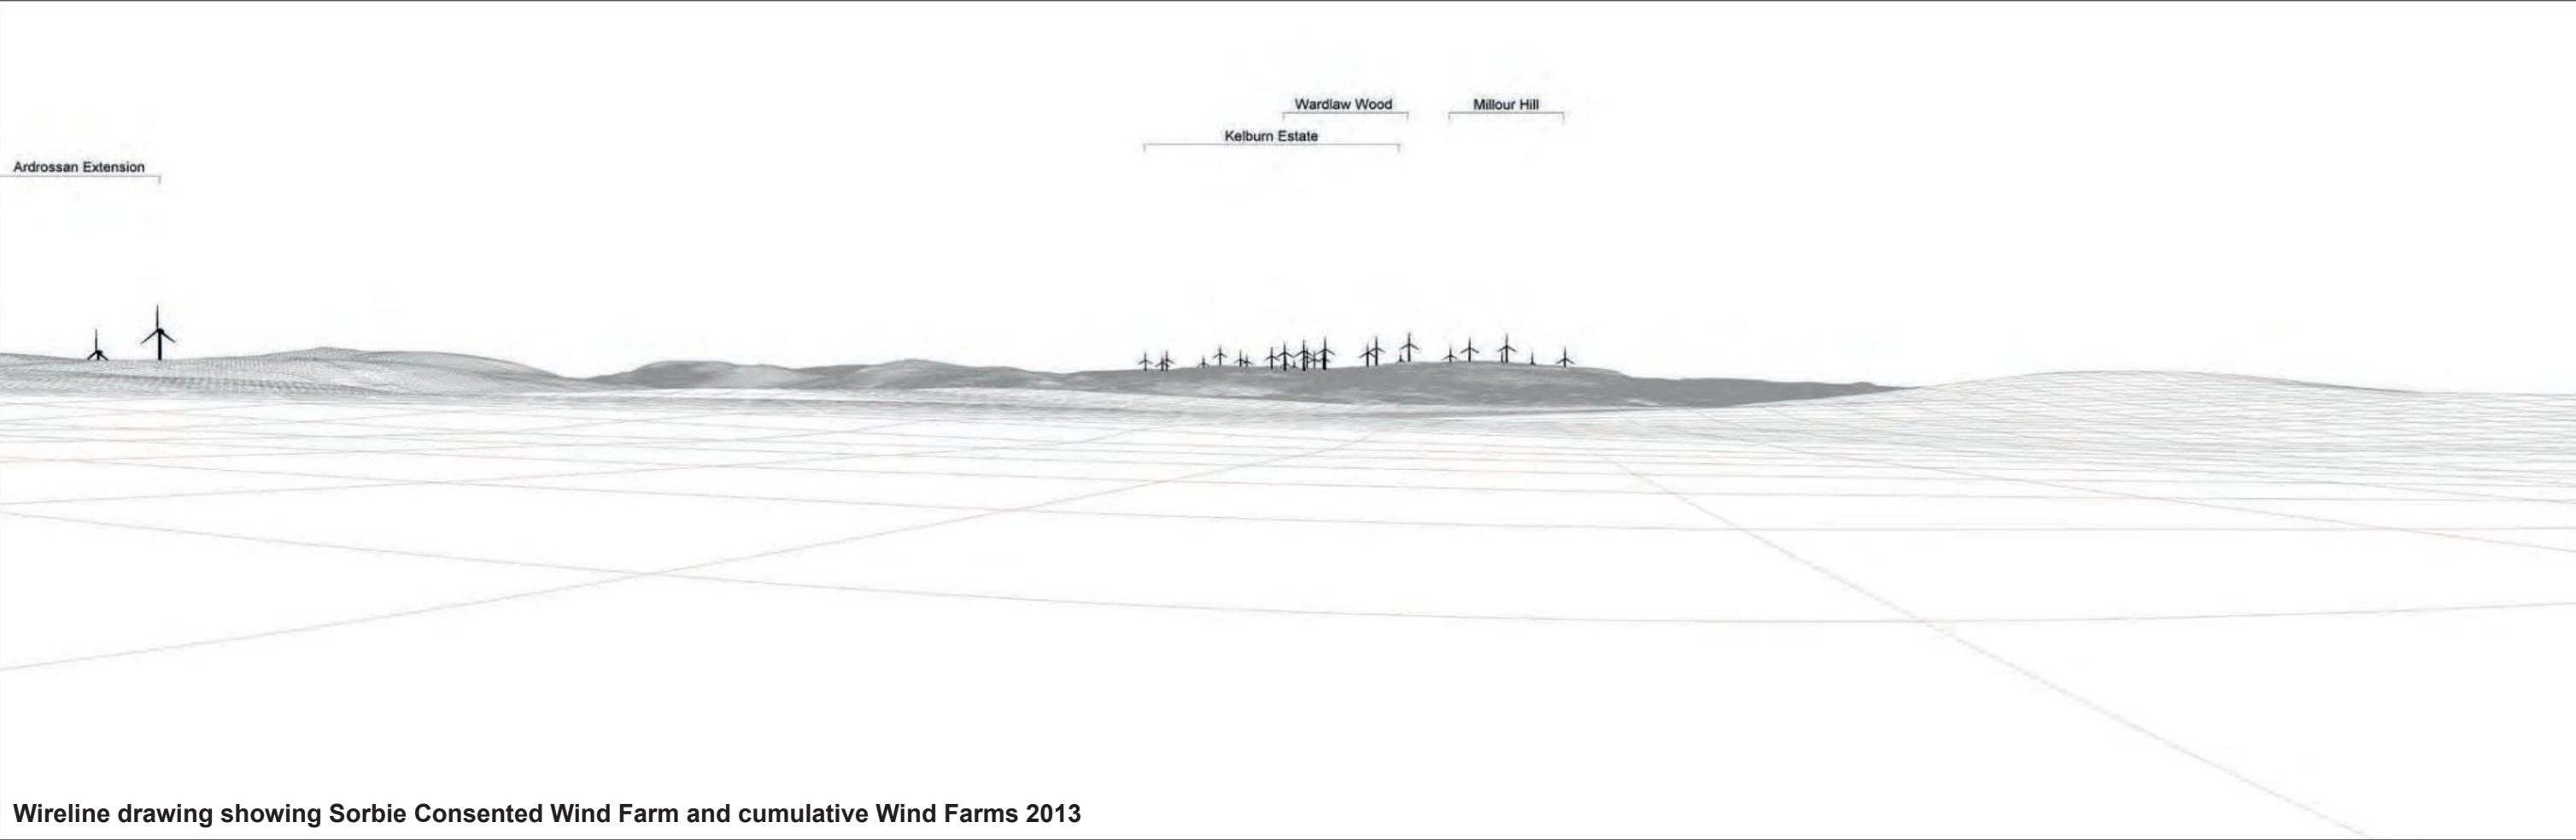 Wardlaw Wood
Millour Hill
Kelburn Estate
Ardrossan Extension
Wireline drawing showing Sorbie Consented Wind Farm and cumulative Wind Farms 2013